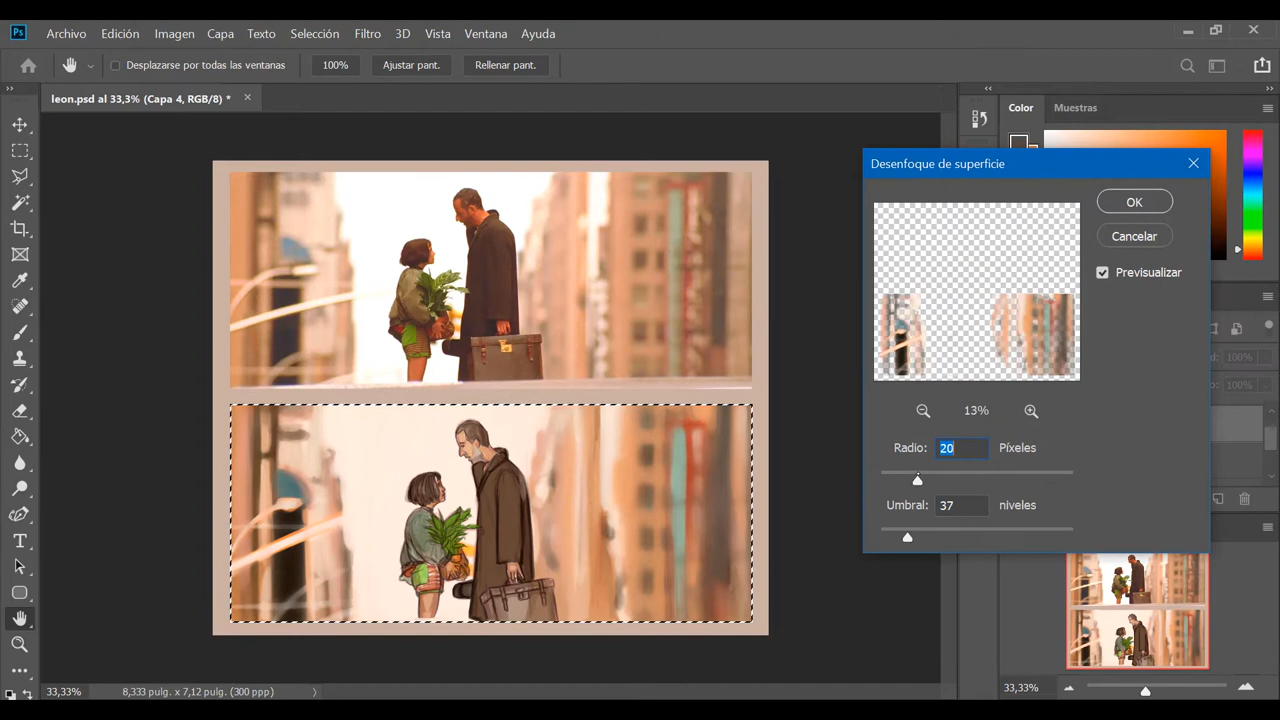 Ps Archivo Edición Imagen Capa Texto Selección Filtro 3D Vista Ventana Ayuda
Desplazarse por todas las ventanas 100% Ajustar pant. Rellenar pant.
leon.psd al 33,3% (Capa 4, RGB/8) *
Color Muestras
Desenfoque de superficie
OK
Cancelar
Previsualizar
d: 100%
o: 100%
13%
Radio: 20 Píxeles
Umbral: 37 niveles
T
33,33% 8,333 pulg. x 7,12 pulg. (300 ppp)
33,33%